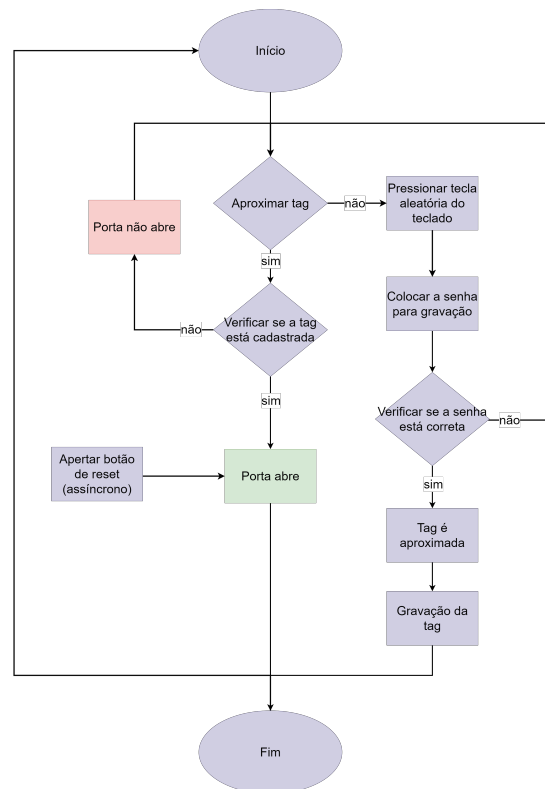 Início
Aproximar tag
não
Pressionar tecla
aleatória do
teclado
Porta não abre
sim
Colocar a senha
para gravação
não
Verificar se a tag
está cadastrada
sim
Verificar se a senha
está correta
não
Apertar botão
de reset
(assíncrono)
Porta abre
sim
Tag é
aproximada
Gravação da
tag
Fim